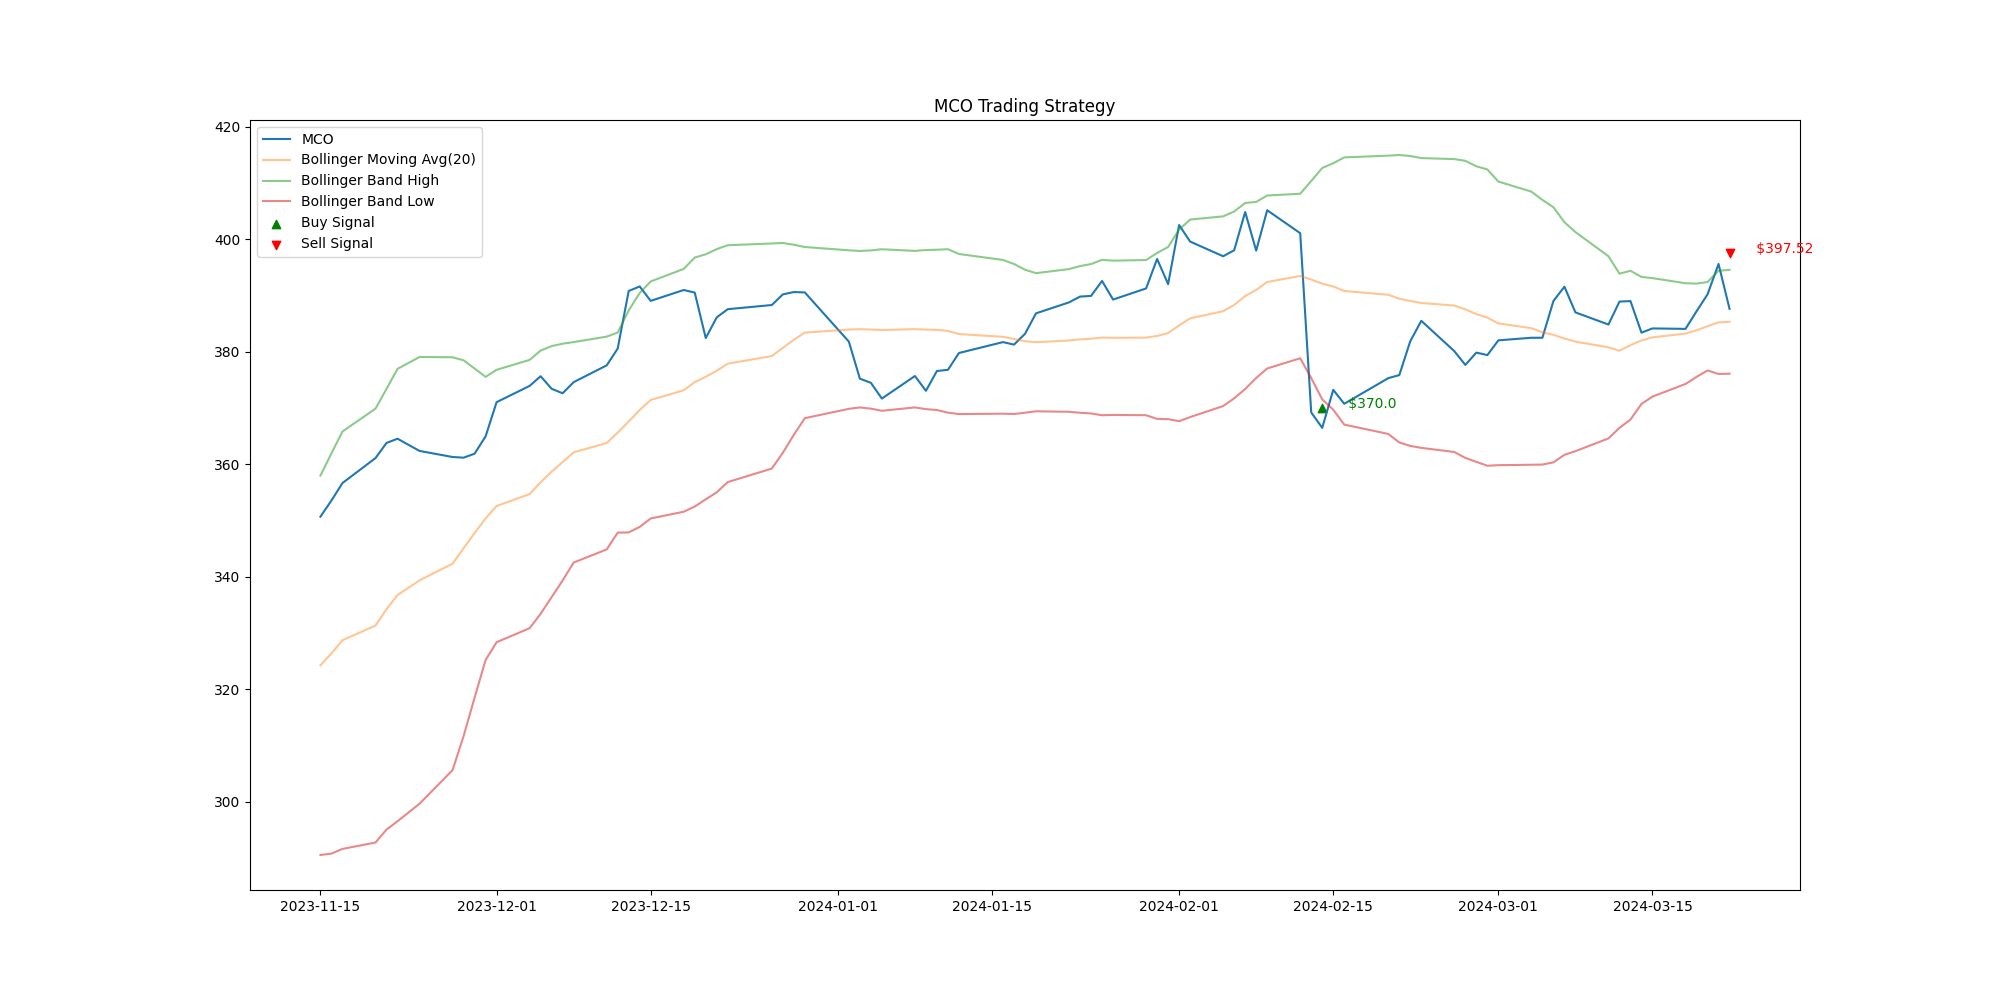 MCO Trading Strategy
420
400
380
360
340
320
300
MCO
Bollinger Moving Avg(20)
Bollinger Band High
Bollinger Band Low
Buy Signal
Sell Signal
$397.52
$370.0
2023-11-15 2023-12-01 2023-12-15 2024-01-01 2024-01-15 2024-02-01 2024-02-15 2024-03-01 2024-03-15